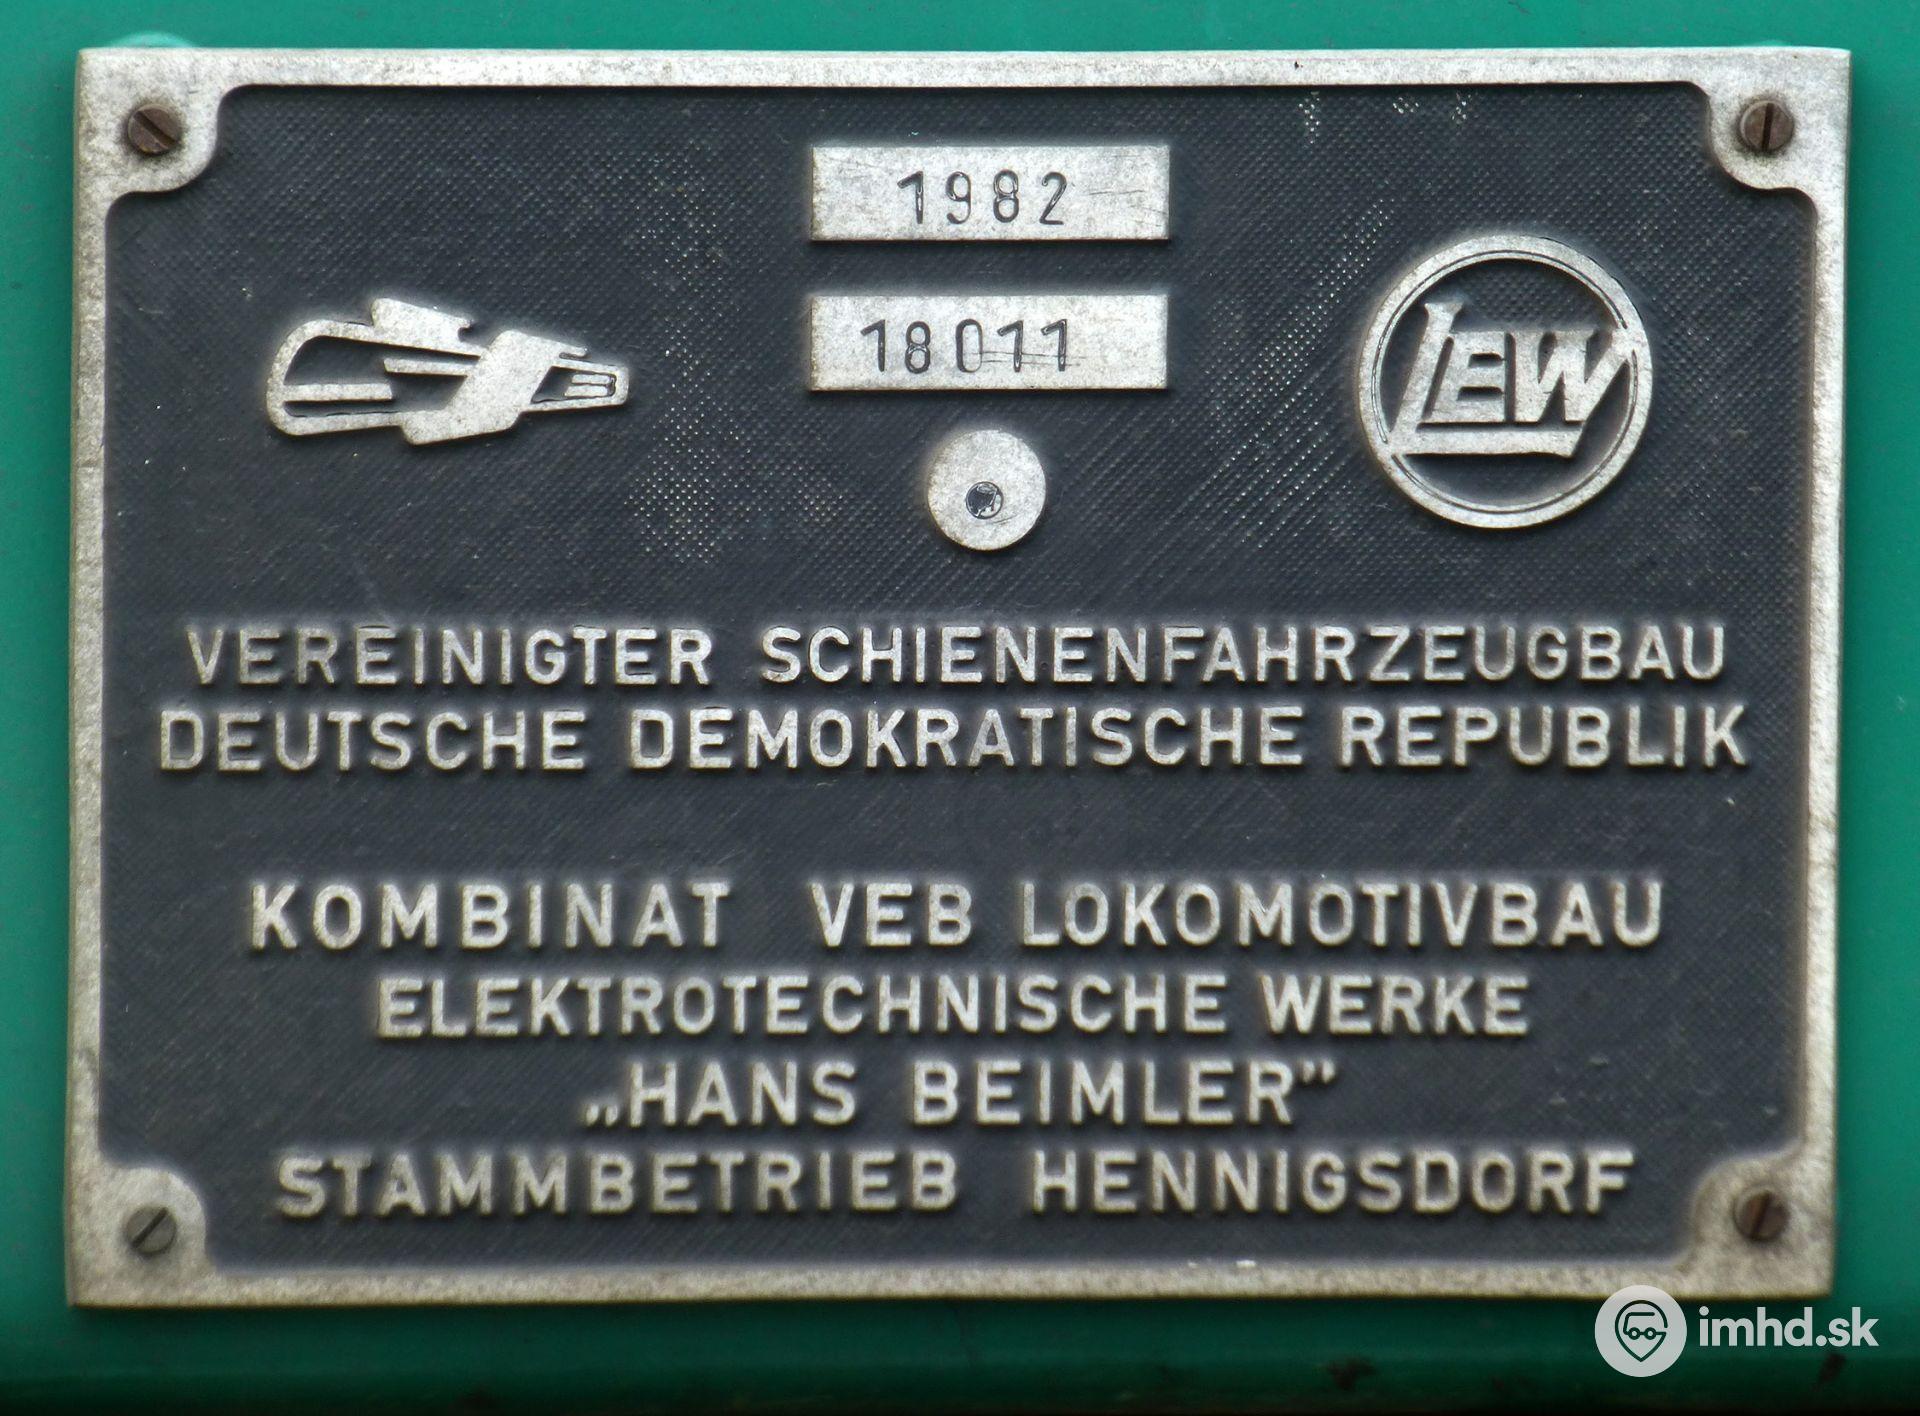 1982
18011
LEW
VEREINIGTER SCHIENENFAHRZEUGBAU
DEUTSCHE DEMOKRATISCHE REPUBLIK
KOMBINAT VEB LOKOMOTIVBAU
ELEKTROTECHNISCHE WERKE
„HANS BEIMLER”
STAMMBETRIEB HENNIGSDORF
imhd.sk